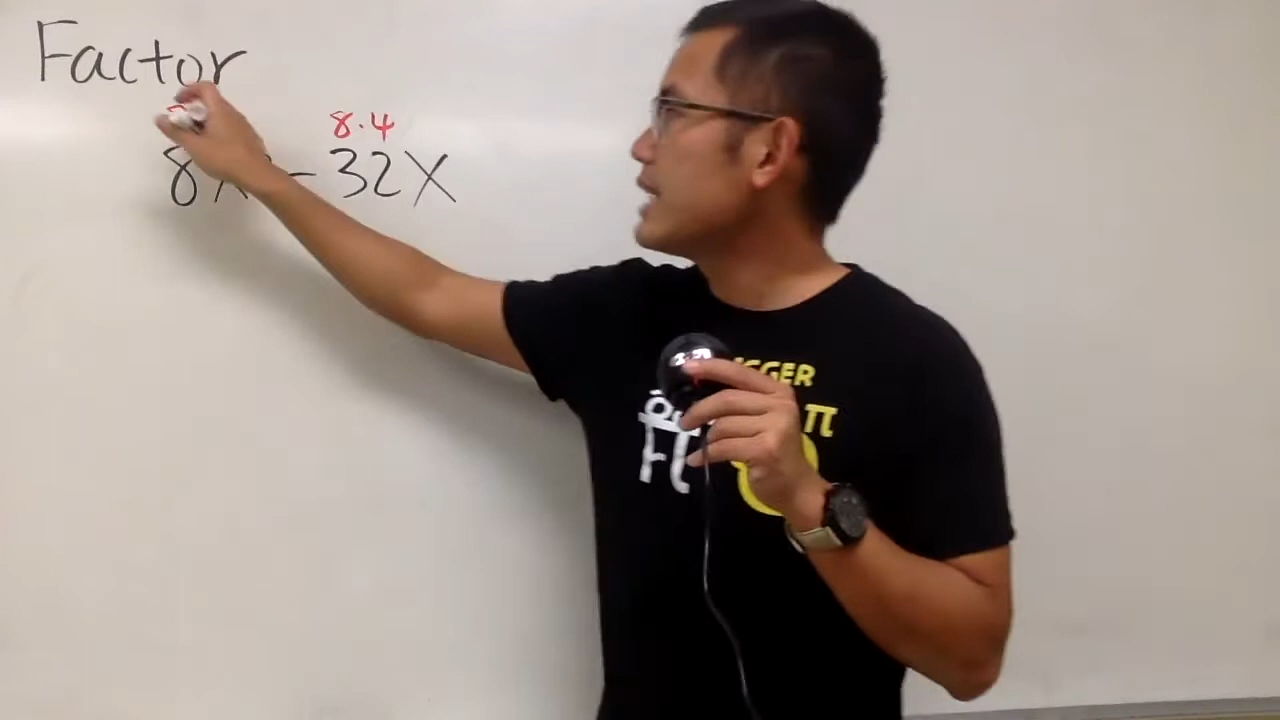 Factor
8·4
8x - 32x
π